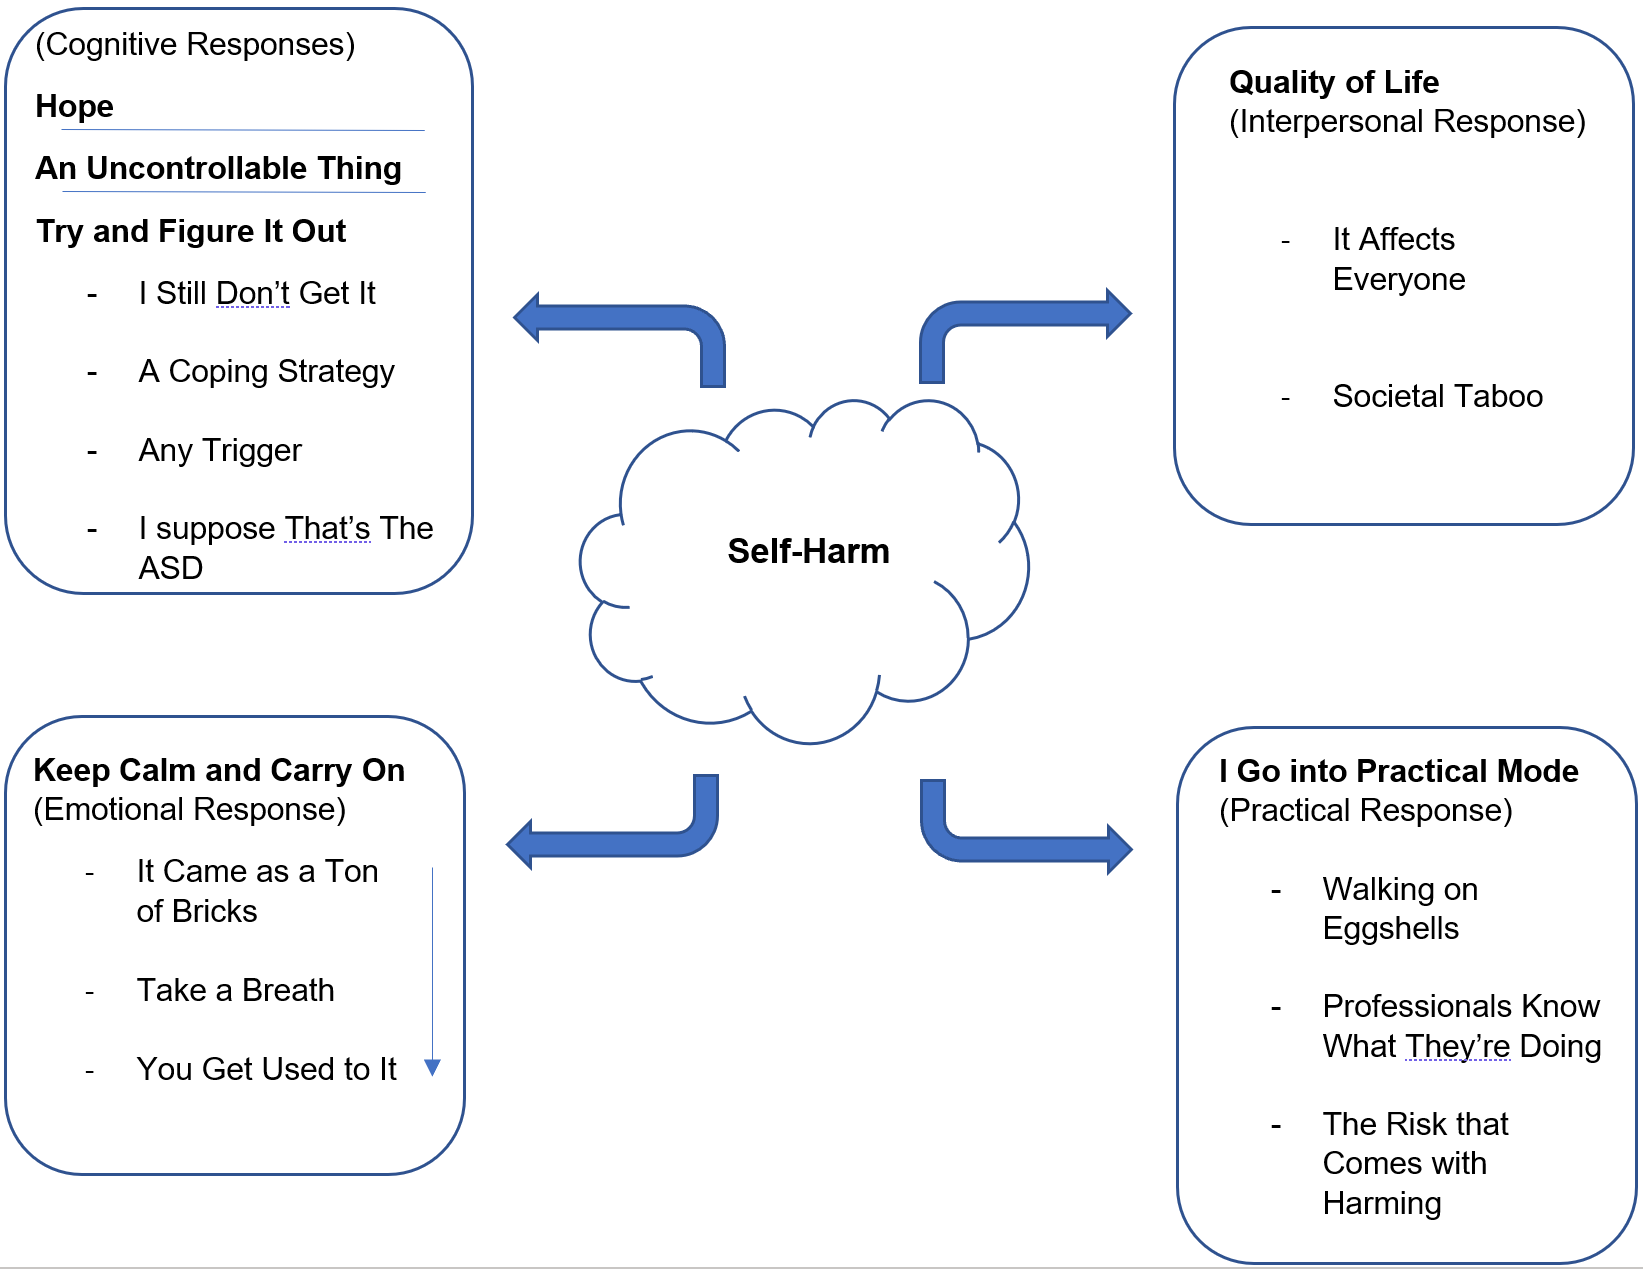 (Cognitive Responses)
Hope
An Uncontrollable Thing
Try and Figure It Out
- I Still Don’t Get It
- A Coping Strategy
- Any Trigger
- I suppose That’s The
ASD
Quality of Life
(Interpersonal Response)
- It Affects
Everyone
- Societal Taboo
Self-Harm
Keep Calm and Carry On
(Emotional Response)
- It Came as a Ton
of Bricks
- Take a Breath
- You Get Used to It
I Go into Practical Mode
(Practical Response)
- Walking on
Eggshells
- Professionals Know
What They’re Doing
- The Risk that
Comes with
Harming